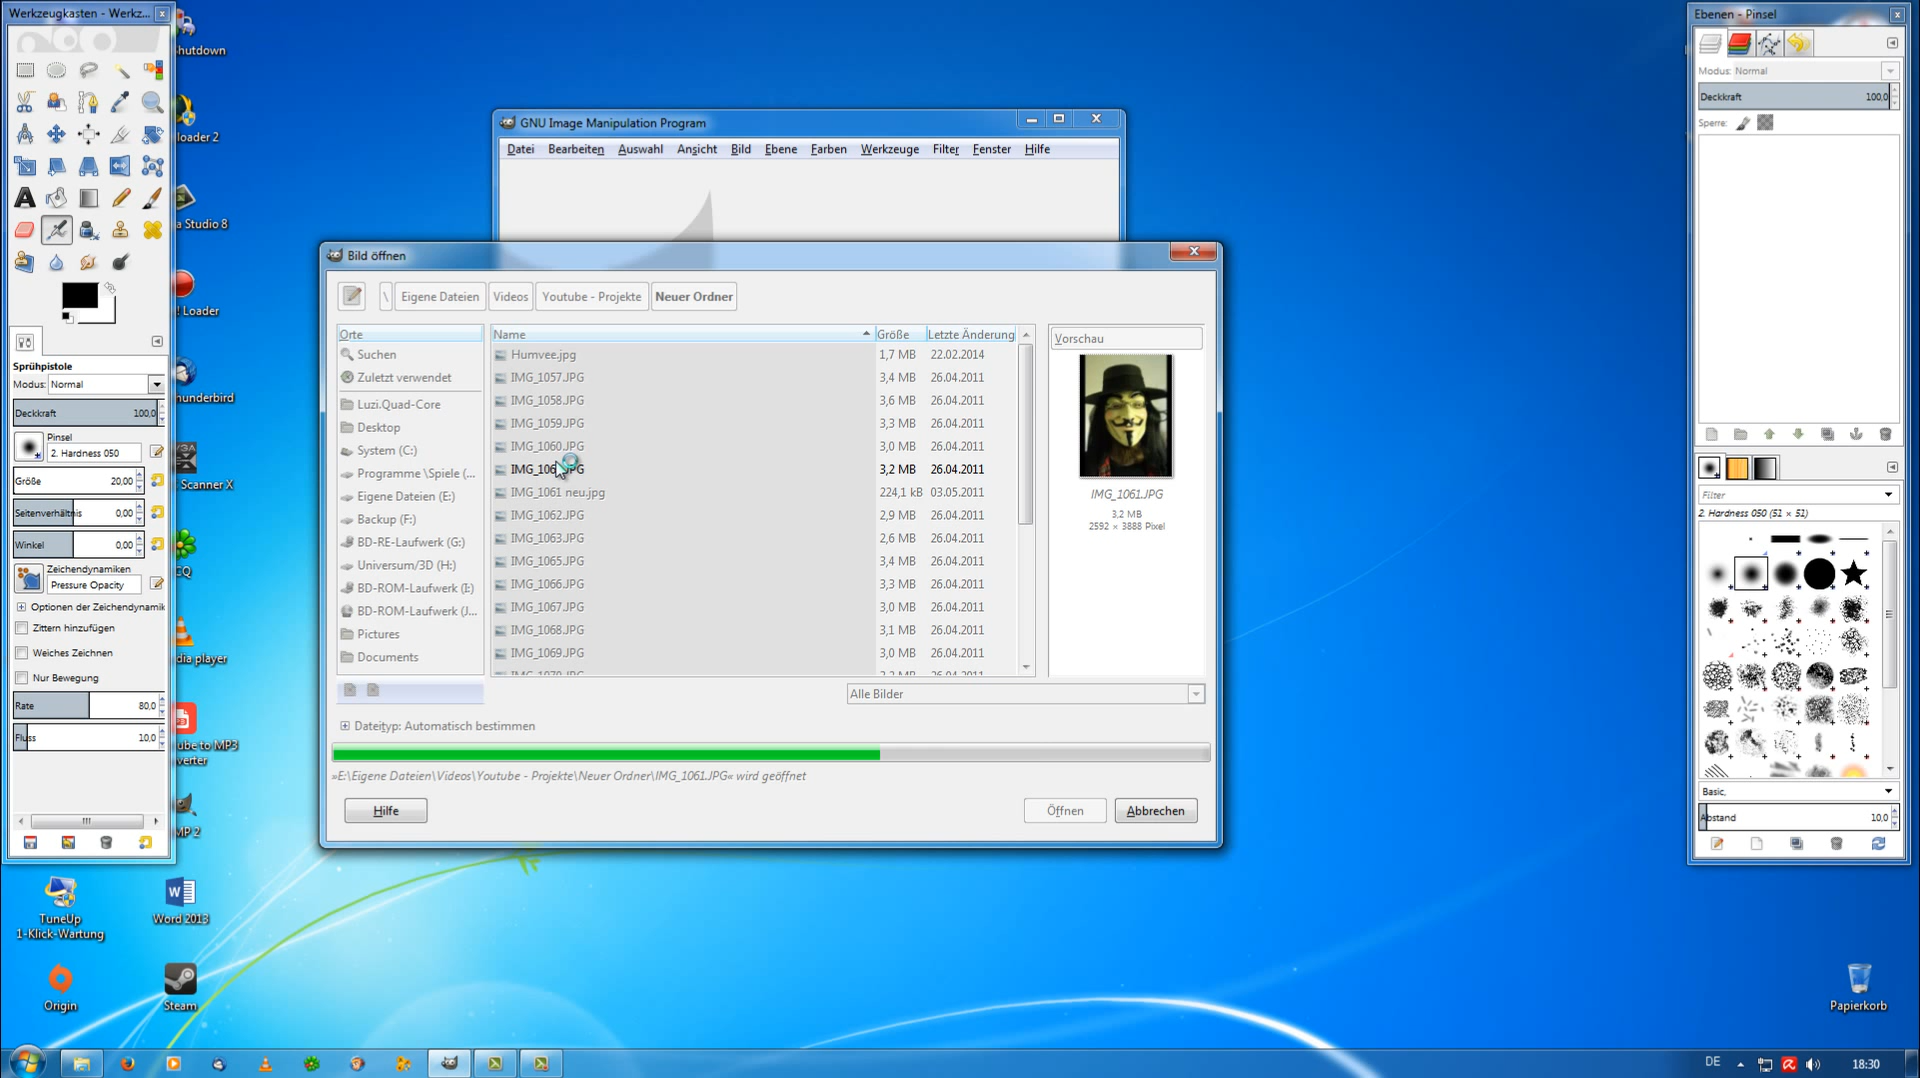 Werkzeugkasten - Werkz...
Sprühpistole
Modus: Normal
Deckkraft 100,0
Pinsel
2. Hardness 050
Größe 20,00
Seitenverhältnis 0,00
Winkel 0,00
Zeichendynamiken
Pressure Opacity
Optionen der Zeichendynamik
Zittern hinzufügen
Weiches Zeichnen
Nur Bewegung
Rate 80,0
Fluss 10,0
hutdown
loader 2
a Studio 8
! Loader
hunderbird
Scanner X
CQ
dia player
ube to MP3
verter
MP 2
TuneUp
1-Klick-Wartung
Word 2013
Origin
Steam
GNU Image Manipulation Program
Datei Bearbeiten Auswahl Ansicht Bild Ebene Farben Werkzeuge Filter Fenster Hilfe
Bild öffnen
\ Eigene Dateien Videos Youtube - Projekte Neuer Ordner
Orte
Suchen
Zuletzt verwendet
Luzi.Quad-Core
Desktop
System (C:)
Programme \Spiele (...
Eigene Dateien (E:)
Backup (F:)
BD-RE-Laufwerk (G:)
Universum/3D (H:)
BD-ROM-Laufwerk (I:)
BD-ROM-Laufwerk (J...
Pictures
Documents
Name Größe Letzte Änderung
Humvee.jpg 1,7 MB 22.02.2014
IMG_1057.JPG 3,4 MB 26.04.2011
IMG_1058.JPG 3,6 MB 26.04.2011
IMG_1059.JPG 3,3 MB 26.04.2011
IMG_1060.JPG 3,0 MB 26.04.2011
IMG_1061.JPG 3,2 MB 26.04.2011
IMG_1061 neu.jpg 224,1 kB 03.05.2011
IMG_1062.JPG 2,9 MB 26.04.2011
IMG_1063.JPG 2,6 MB 26.04.2011
IMG_1065.JPG 3,4 MB 26.04.2011
IMG_1066.JPG 3,3 MB 26.04.2011
IMG_1067.JPG 3,0 MB 26.04.2011
IMG_1068.JPG 3,1 MB 26.04.2011
IMG_1069.JPG 3,0 MB 26.04.2011
Vorschau
IMG_1061.JPG
3,2 MB
2592 × 3888 Pixel
Alle Bilder
Dateityp: Automatisch bestimmen
»E:\Eigene Dateien\Videos\Youtube - Projekte\Neuer Ordner\IMG_1061.JPG« wird geöffnet
Hilfe Öffnen Abbrechen
Ebenen - Pinsel
Modus: Normal
Deckkraft 100,0
Sperre:
Filter
2. Hardness 050 (51 × 51)
Basic,
Abstand 10,0
Papierkorb
DE 18:30